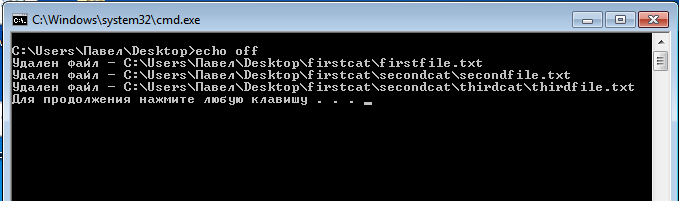 C:\Windows\system32\cmd.exe
C:\Users\Павел\Desktop>echo off
Удален файл - C:\Users\Павел\Desktop\firstcat\firstfile.txt
Удален файл - C:\Users\Павел\Desktop\firstcat\secondcat\secondfile.txt
Удален файл - C:\Users\Павел\Desktop\firstcat\secondcat\thirdcat\thirdfile.txt
Для продолжения нажмите любую клавишу . . . _